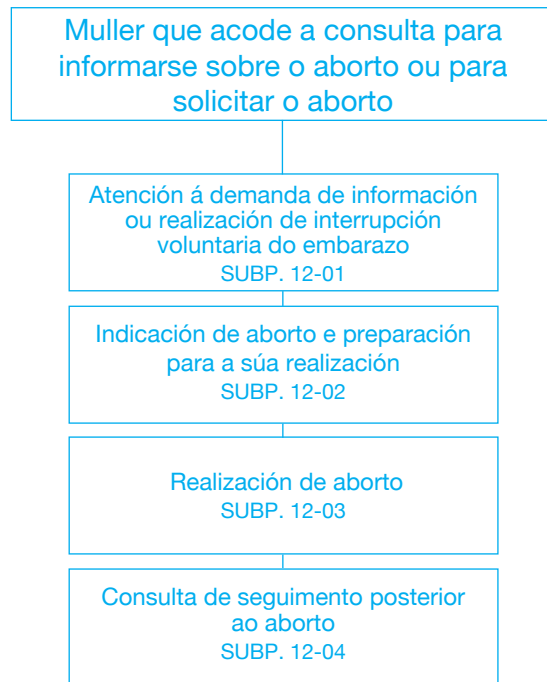 Muller que acode a consulta para
informarse sobre o aborto ou para
solicitar o aborto
Atención á demanda de información
ou realización de interrupción
voluntaria do embarazo
SUBP. 12-01
Indicación de aborto e preparación
para a súa realización
SUBP. 12-02
Realización de aborto
SUBP. 12-03
Consulta de seguimento posterior
ao aborto
SUBP. 12-04